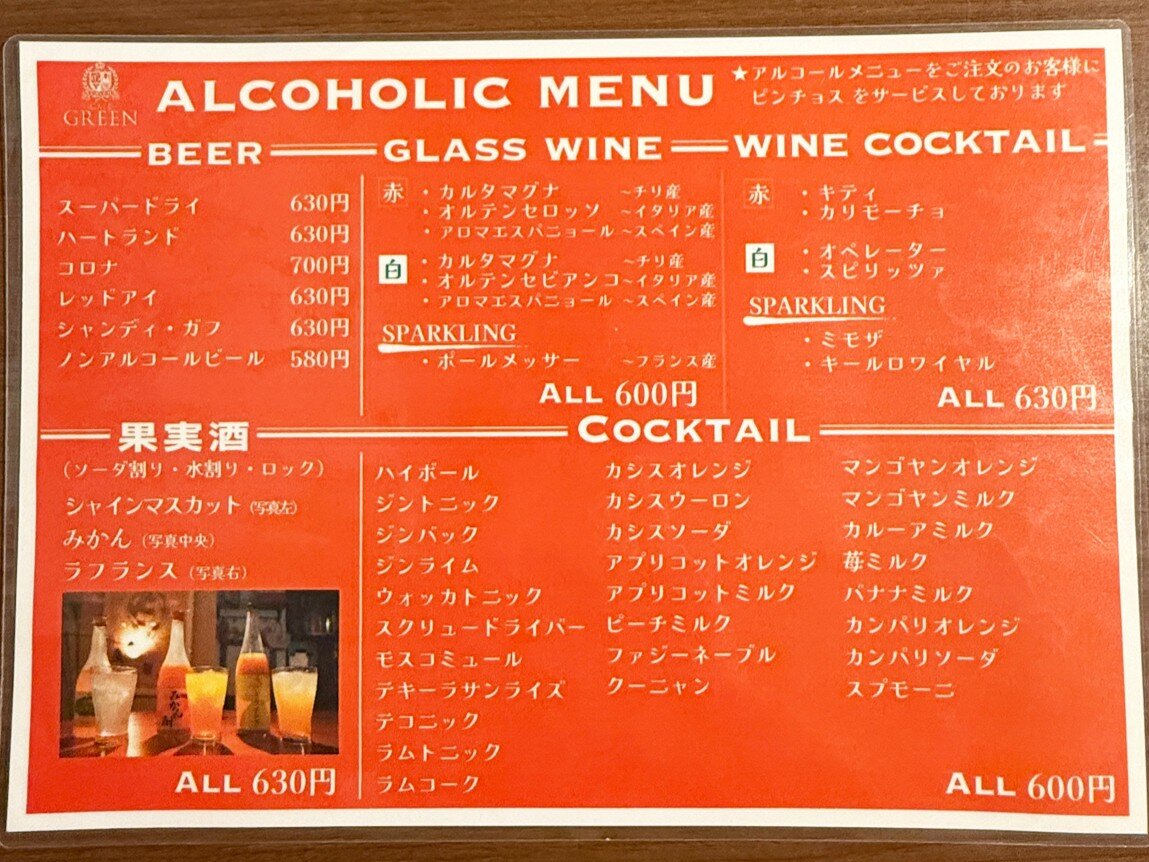 GREEN
ALCOHOLIC MENU
★アルコールメニューをご注文のお客様に
ピンチョス をサービスしております
BEER
スーパードライ 630円
ハートランド 630円
コロナ 700円
レッドアイ 630円
シャンディ・ガフ 630円
ノンアルコールビール 580円
GLASS WINE
赤 ・カルタマグナ ~チリ産
・オルテンセロッソ ~イタリア産
・アロマエスパニョール ~スペイン産
白 ・カルタマグナ ~チリ産
・オルテンセビアンコ ~イタリア産
・アロマエスパニョール ~スペイン産
SPARKLING
・ポールメッサー ~フランス産
ALL 600円
WINE COCKTAIL
赤 ・キティ
・カリモーチョ
白 ・オペレーター
・スピリッツァ
SPARKLING
・ミモザ
・キールロワイヤル
ALL 630円
果実酒
(ソーダ割り・水割り・ロック)
シャインマスカット (写真左)
みかん (写真中央)
ラフランス (写真右)
みかん
ALL 630円
COCKTAIL
ハイボール
ジントニック
ジンバック
ジンライム
ウォッカトニック
スクリュードライバー
モスコミュール
テキーラサンライズ
テコニック
ラムトニック
ラムコーク
カシスオレンジ
カシスウーロン
カシスソーダ
アプリコットオレンジ
アプリコットミルク
ピーチミルク
ファジーネーブル
クーニャン
マンゴヤンオレンジ
マンゴヤンミルク
カルーアミルク
苺ミルク
バナナミルク
カンパリオレンジ
カンパリソーダ
スプモーニ
ALL 600円